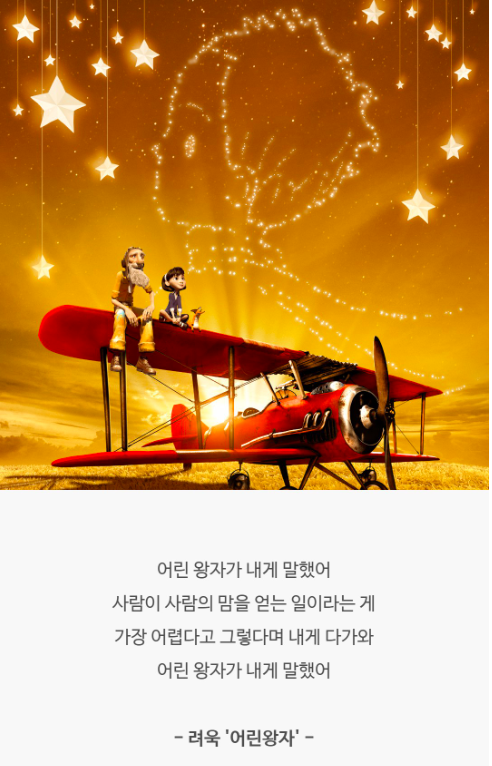 어린 왕자가 내게 말했어
사람이 사람의 맘을 얻는 일이라는 게
가장 어렵다고 그렇다며 내게 다가와
어린 왕자가 내게 말했어
- 려욱 '어린왕자' -